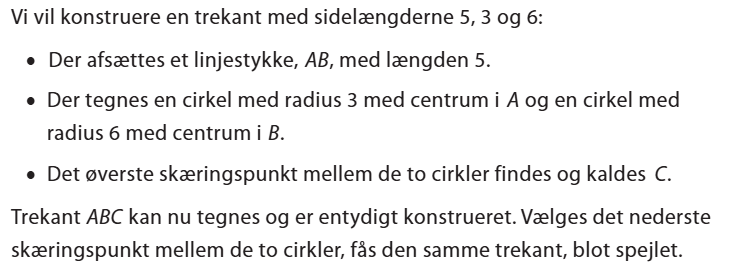 Vi vil konstruere en trekant med sidelængderne 5, 3 og 6:
• Der afsættes et linjestykke, AB, med længden 5.
• Der tegnes en cirkel med radius 3 med centrum i A og en cirkel med
radius 6 med centrum i B.
• Det øverste skæringspunkt mellem de to cirkler findes og kaldes C.
Trekant ABC kan nu tegnes og er entydigt konstrueret. Vælges det nederste
skæringspunkt mellem de to cirkler, fås den samme trekant, blot spejlet.